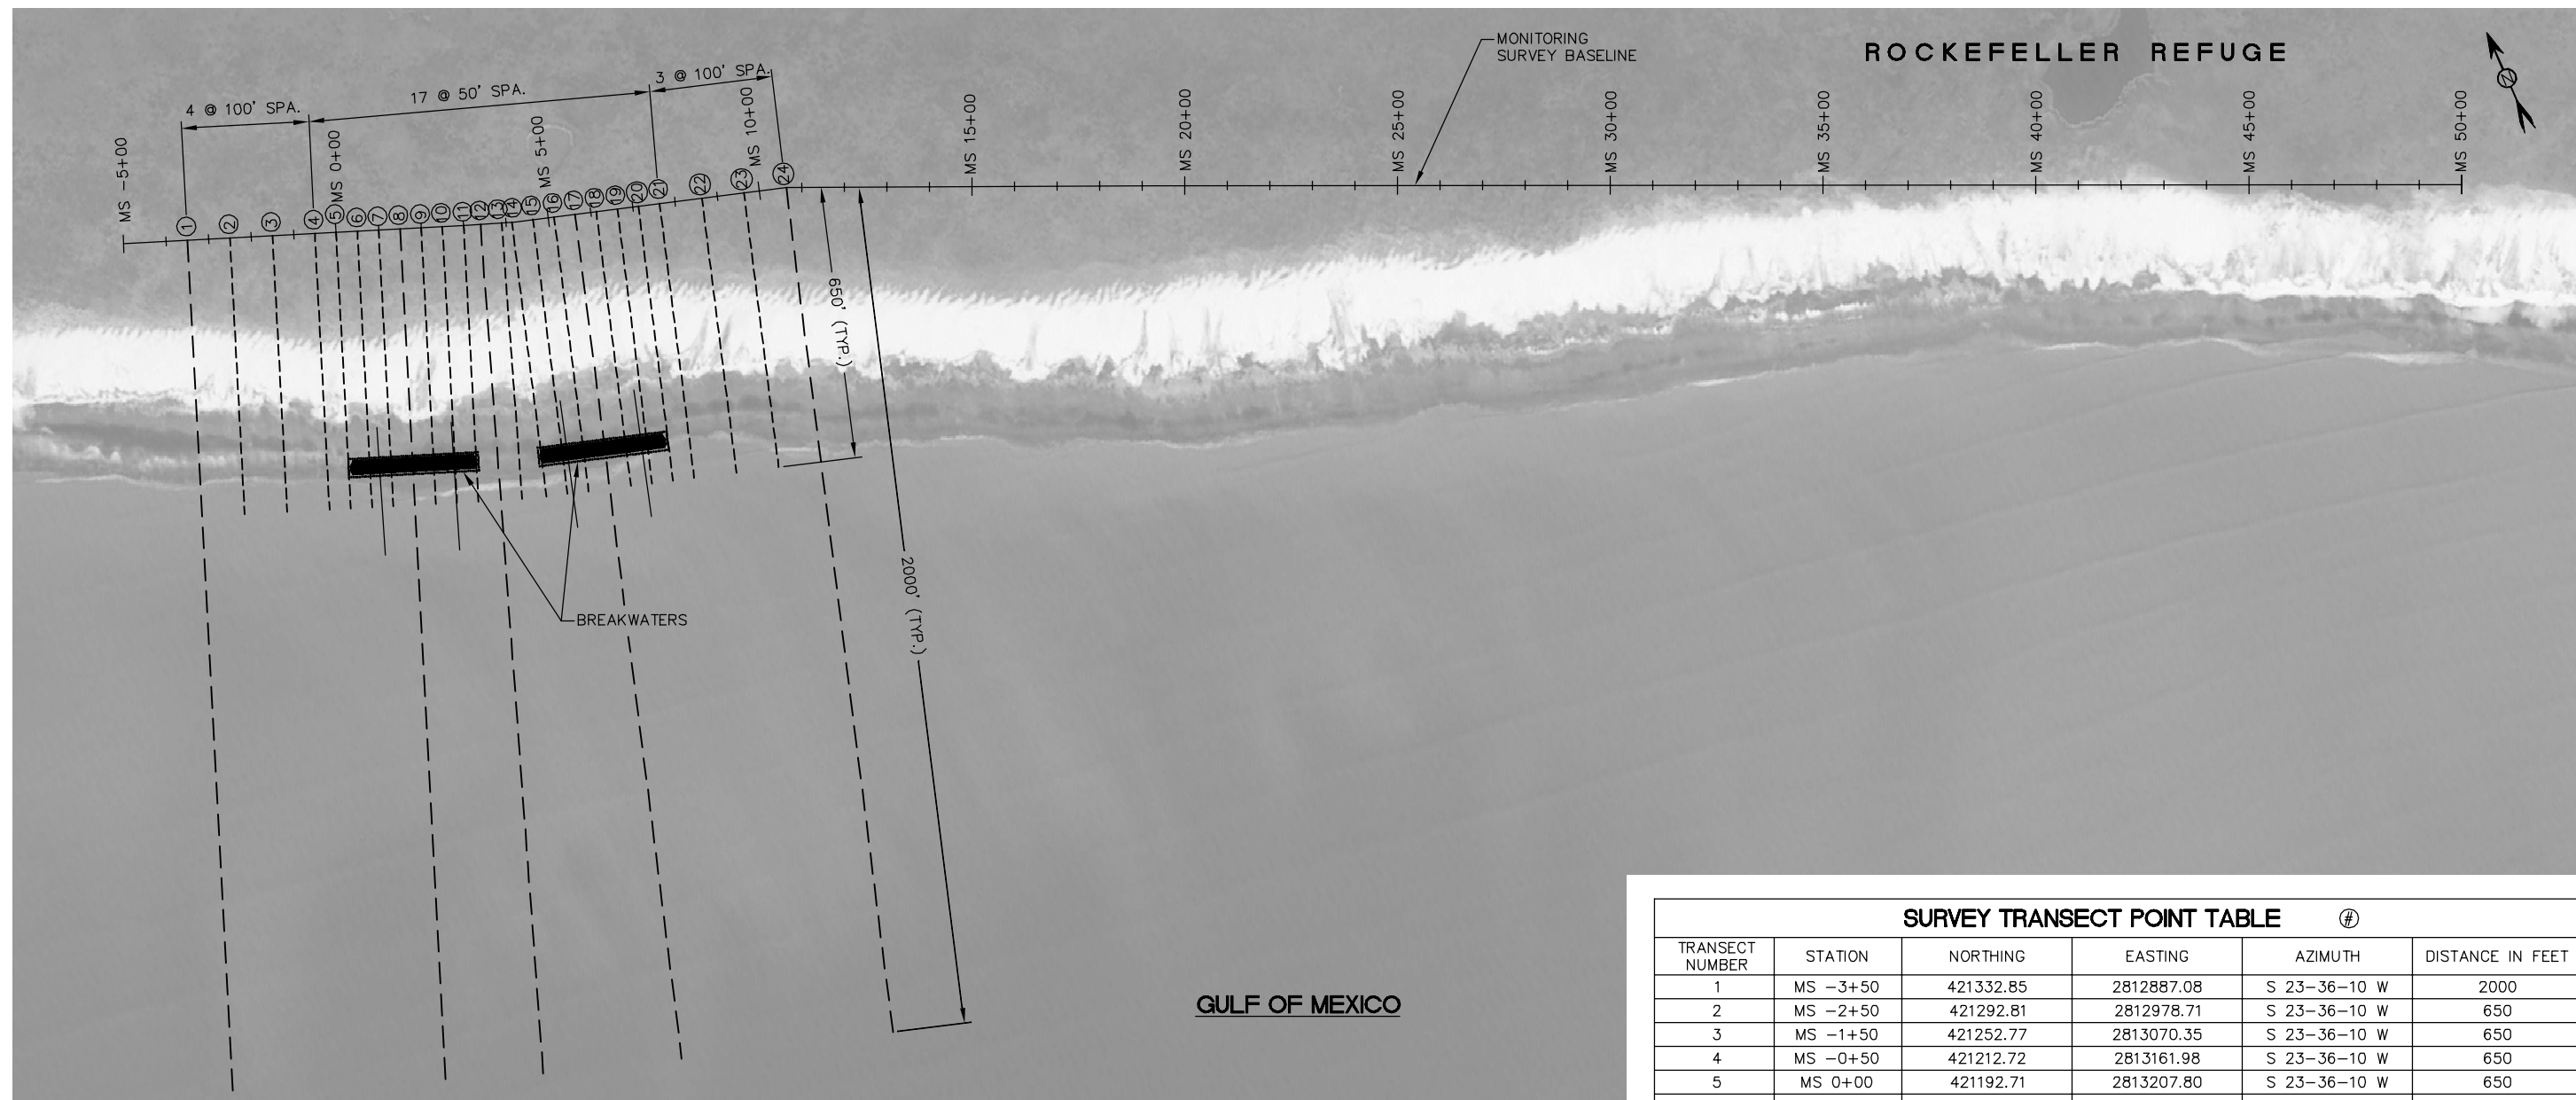 MONITORING
SURVEY BASELINE
ROCKEFELLER REFUGE
N
4 @ 100' SPA.
17 @ 50' SPA.
3 @ 100' SPA.
MS -5+00
MS 0+00
MS 5+00
MS 10+00
MS 15+00
MS 20+00
MS 25+00
MS 30+00
MS 35+00
MS 40+00
MS 45+00
MS 50+00
1
2
3
4
5
6
7
8
9
10
11
12
13
14
15
16
17
18
19
20
21
22
23
24
650' (TYP.)
2000' (TYP.)
BREAKWATERS
GULF OF MEXICO
SURVEY TRANSECT POINT TABLE #
TRANSECT NUMBER STATION NORTHING EASTING AZIMUTH DISTANCE IN FEET
1 MS -3+50 421332.85 2812887.08 S 23-36-10 W 2000
2 MS -2+50 421292.81 2812978.71 S 23-36-10 W 650
3 MS -1+50 421252.77 2813070.35 S 23-36-10 W 650
4 MS -0+50 421212.72 2813161.98 S 23-36-10 W 650
5 MS 0+00 421192.71 2813207.80 S 23-36-10 W 650